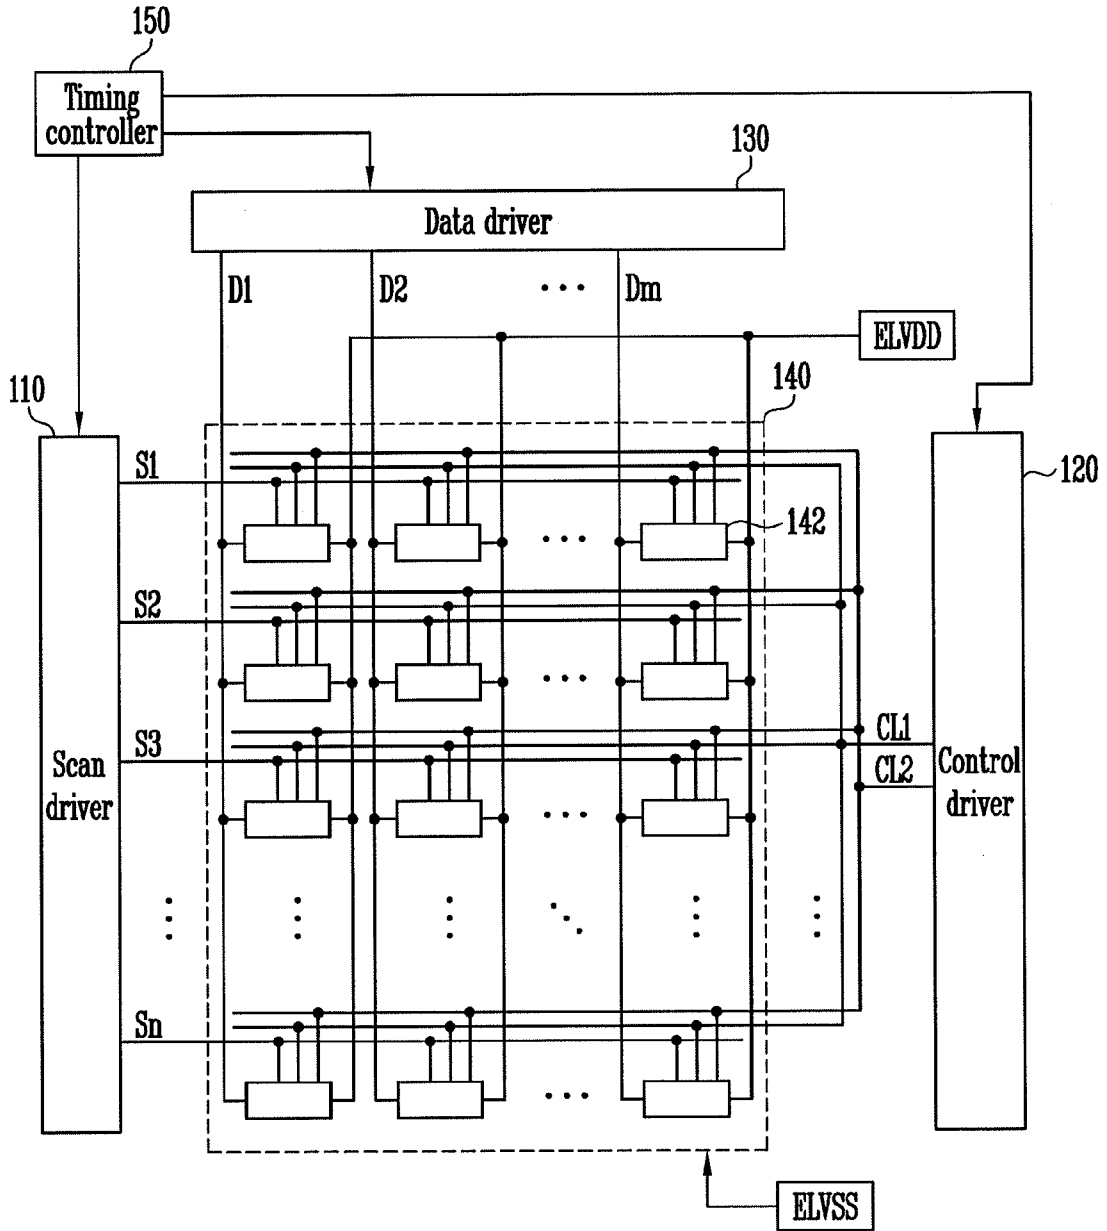 150
Timing
controller
130
Data driver
D1
D2
Dm
ELVDD
110
140
S1
120
142
S2
S3
CL1
CL2
Scan
driver
Control
driver
Sn
ELVSS